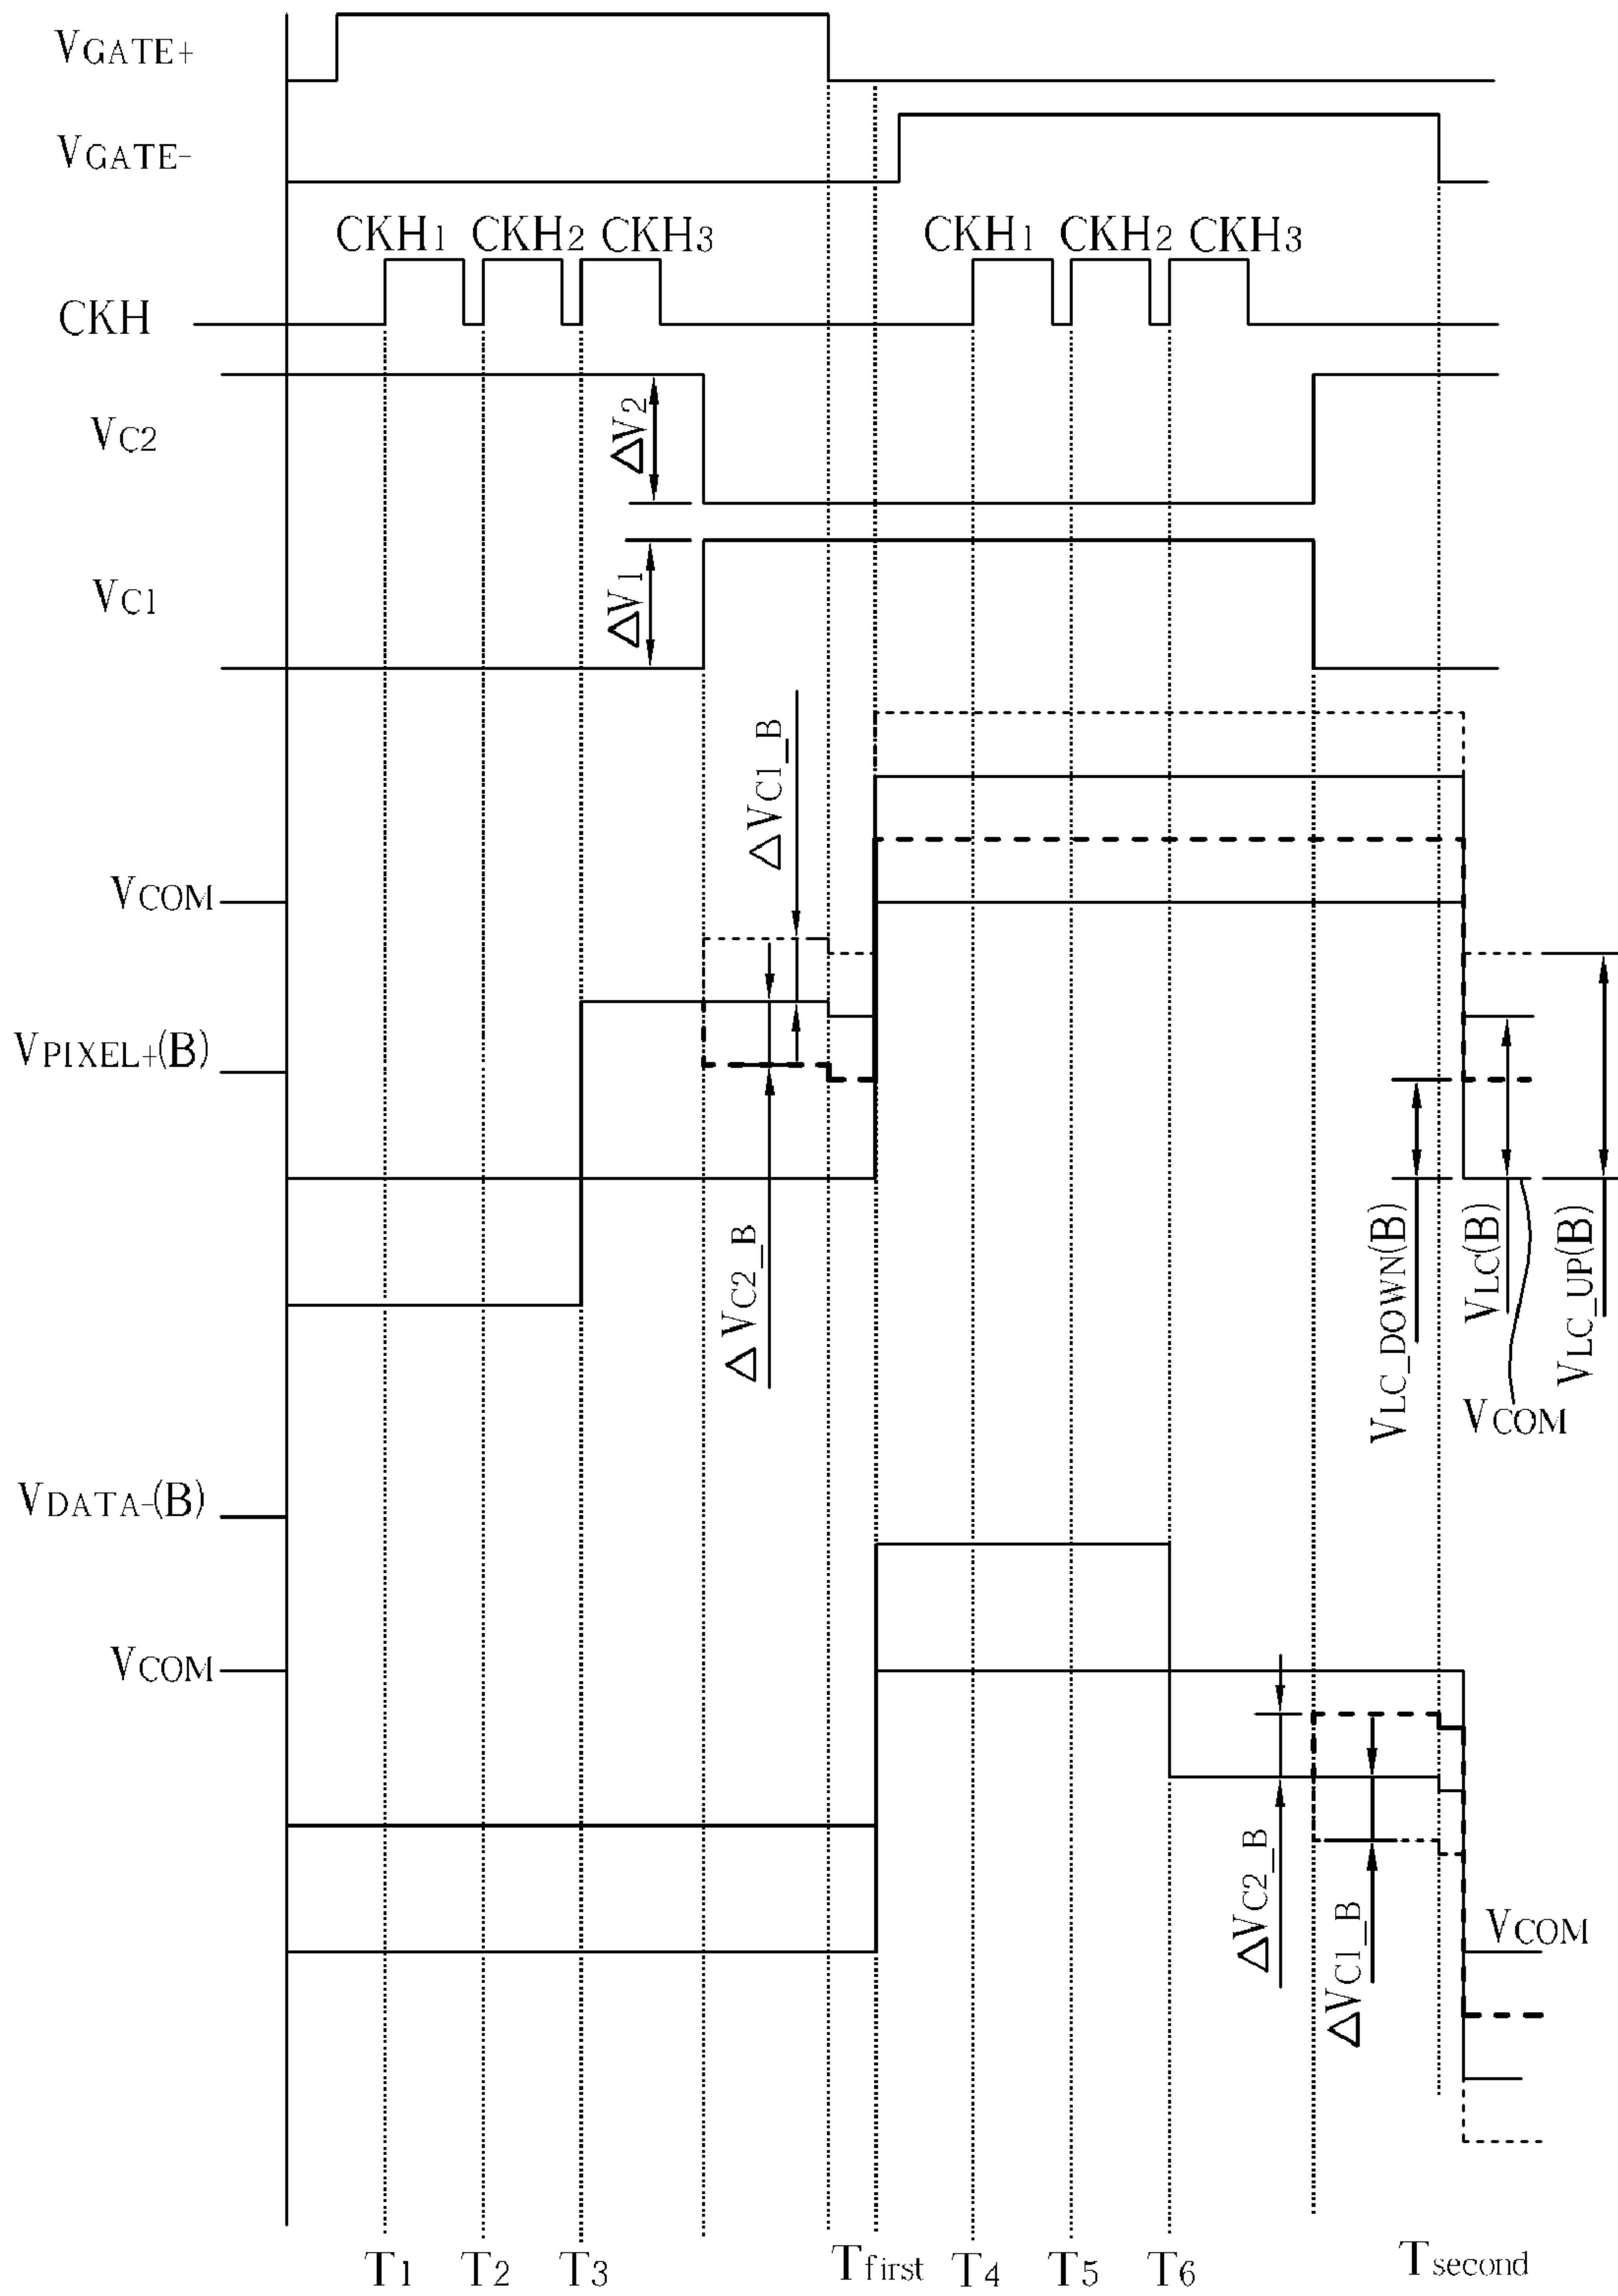 VGATE+
VGATE-
CKH1 CKH2 CKH3 CKH1 CKH2 CKH3
CKH
VC2
ΔV2
VC1
ΔV1
ΔVC1_B
VCOM
VPIXEL+(B)
ΔVC2_B
VLC_DOWN(B)
VLC(B)
VLC_UP(B)
VCOM
VDATA-(B)
VCOM
ΔVC2_B
ΔVC1_B
VCOM
T1 T2 T3 Tfirst T4 T5 T6 Tsecond